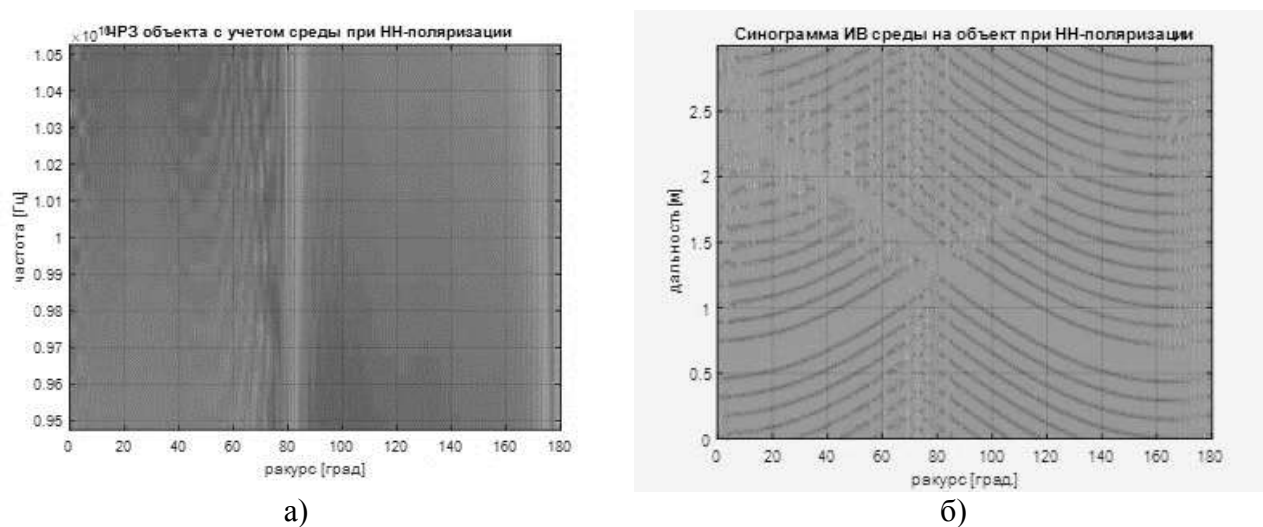 ×10¹⁰ ЧРЗ объекта с учетом среды при НН-поляризации
1.05
1.04
1.03
1.02
1.01
1
0.99
0.98
0.97
0.96
0.95
частота [Гц]
0 20 40 60 80 100 120 140 160 180
ракурс [град]
а)
Синограмма ИВ среды на объект при НН-поляризации
2.5
2
1.5
1
0.5
0
дальность [м]
0 20 40 60 80 100 120 140 160 180
ракурс [град.]
б)